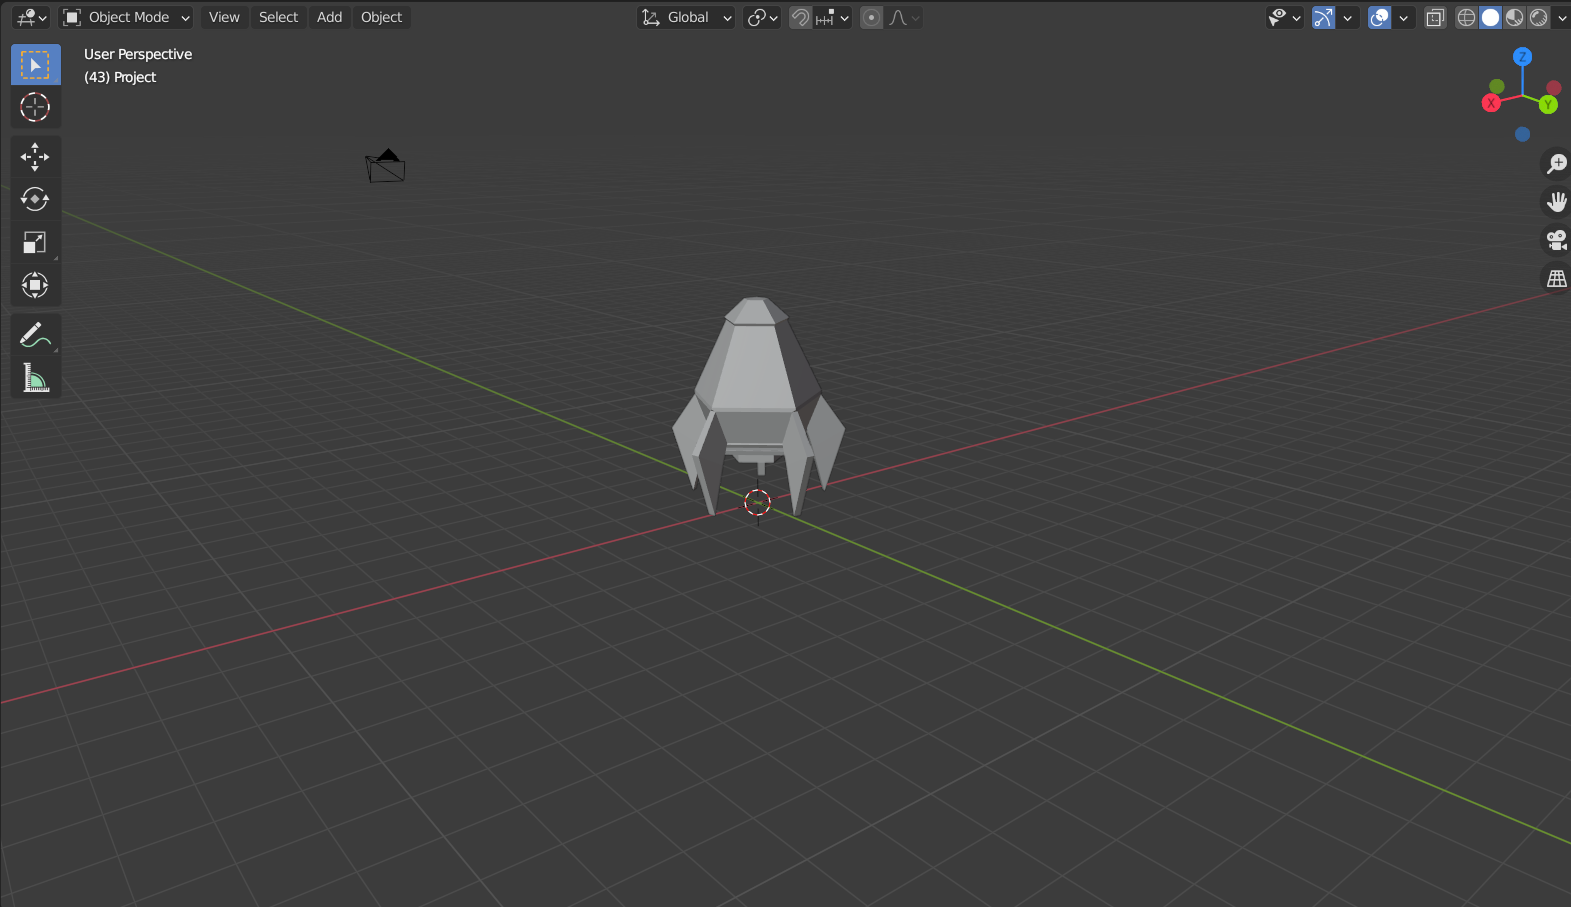 Object Mode
View
Select
Add
Object
Global
User Perspective
(43) Project
Z
X
Y